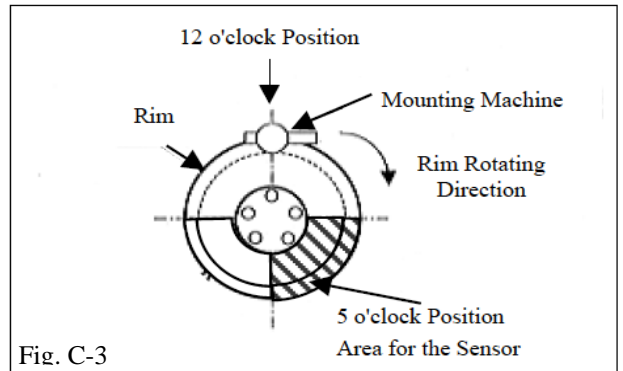 12 o'clock Position
Mounting Machine
Rim
Rim Rotating
Direction
5 o'clock Position
Area for the Sensor
Fig. C-3